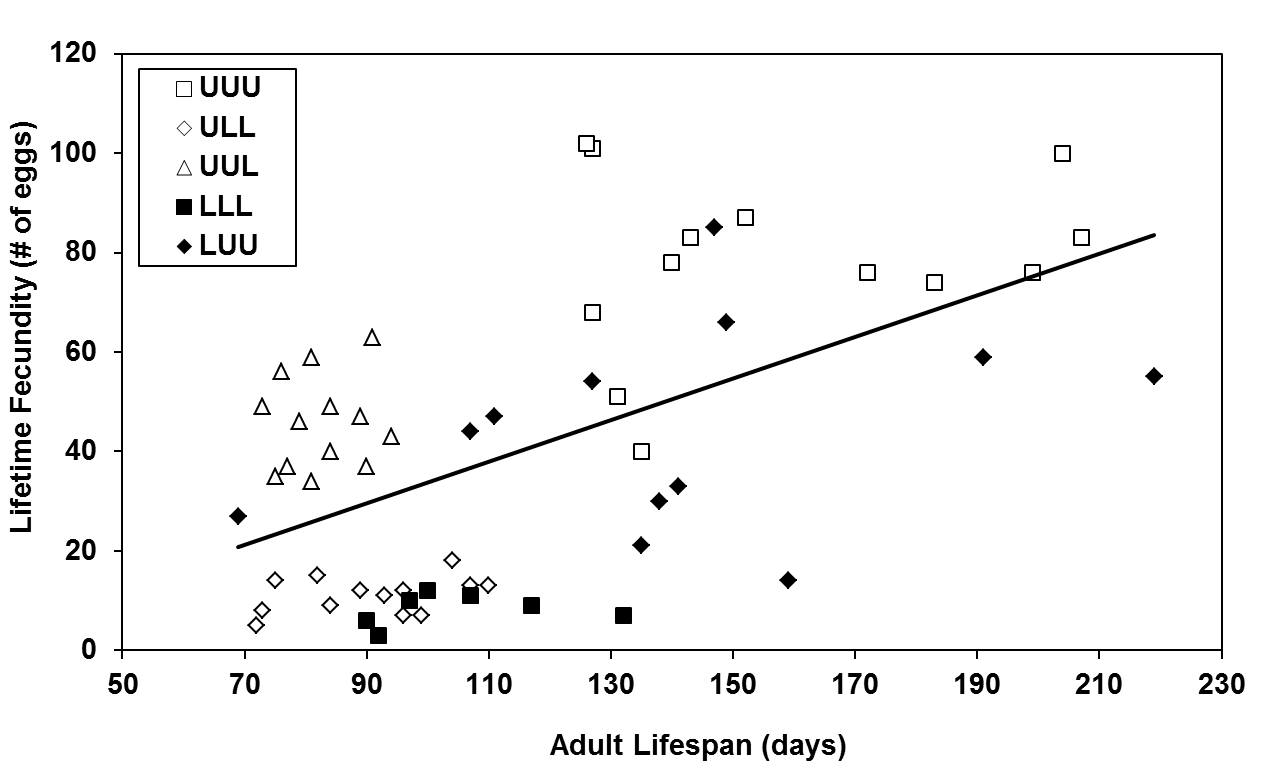 120
100
80
60
40
20
0
Lifetime Fecundity (# of eggs)
UUU
ULL
UUL
LLL
LUU
50 70 90 110 130 150 170 190 210 230
Adult Lifespan (days)